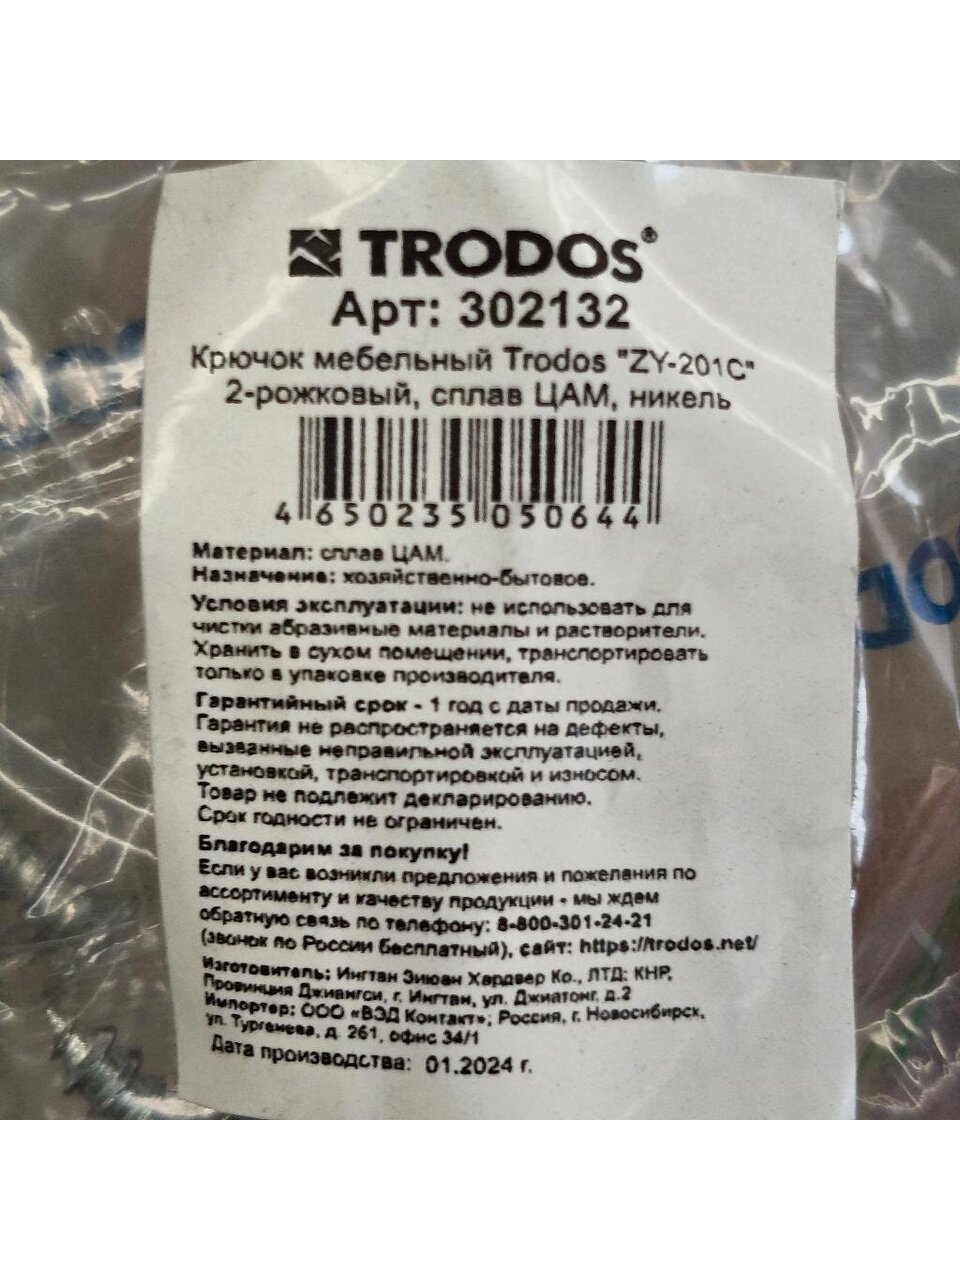 TRODOS®
Арт: 302132
Крючок мебельный Trodos "ZY-201C"
2-рожковый, сплав ЦАМ, никель
4 650235 050644
Материал: сплав ЦАМ.
Назначение: хозяйственно-бытовое.
Условия эксплуатации: не использовать для
чистки абразивные материалы и растворители.
Хранить в сухом помещении, транспортировать
только в упаковке производителя.
Гарантийный срок - 1 год с даты продажи.
Гарантия не распространяется на дефекты,
вызванные неправильной эксплуатацией,
установкой, транспортировкой и износом.
Товар не подлежит декларированию.
Срок годности не ограничен.
Благодарим за покупку!
Если у вас возникли предложения и пожелания по
ассортименту и качеству продукции - мы ждем
обратную связь по телефону: 8-800-301-24-21
(звонок по России бесплатный), сайт: https://trodos.net/
Изготовитель: Ингтан Зиюан Хардвер Ко., ЛТД: КНР,
Провинция Дживнгси, г. Ингтан, ул. Джиатонг, д.2
Импортер: ООО «ВЭД Контакт»; Россия, г. Новосибирск,
ул. Тургенева, д. 261, офис 34/1
Дата производства: 01.2024 г.